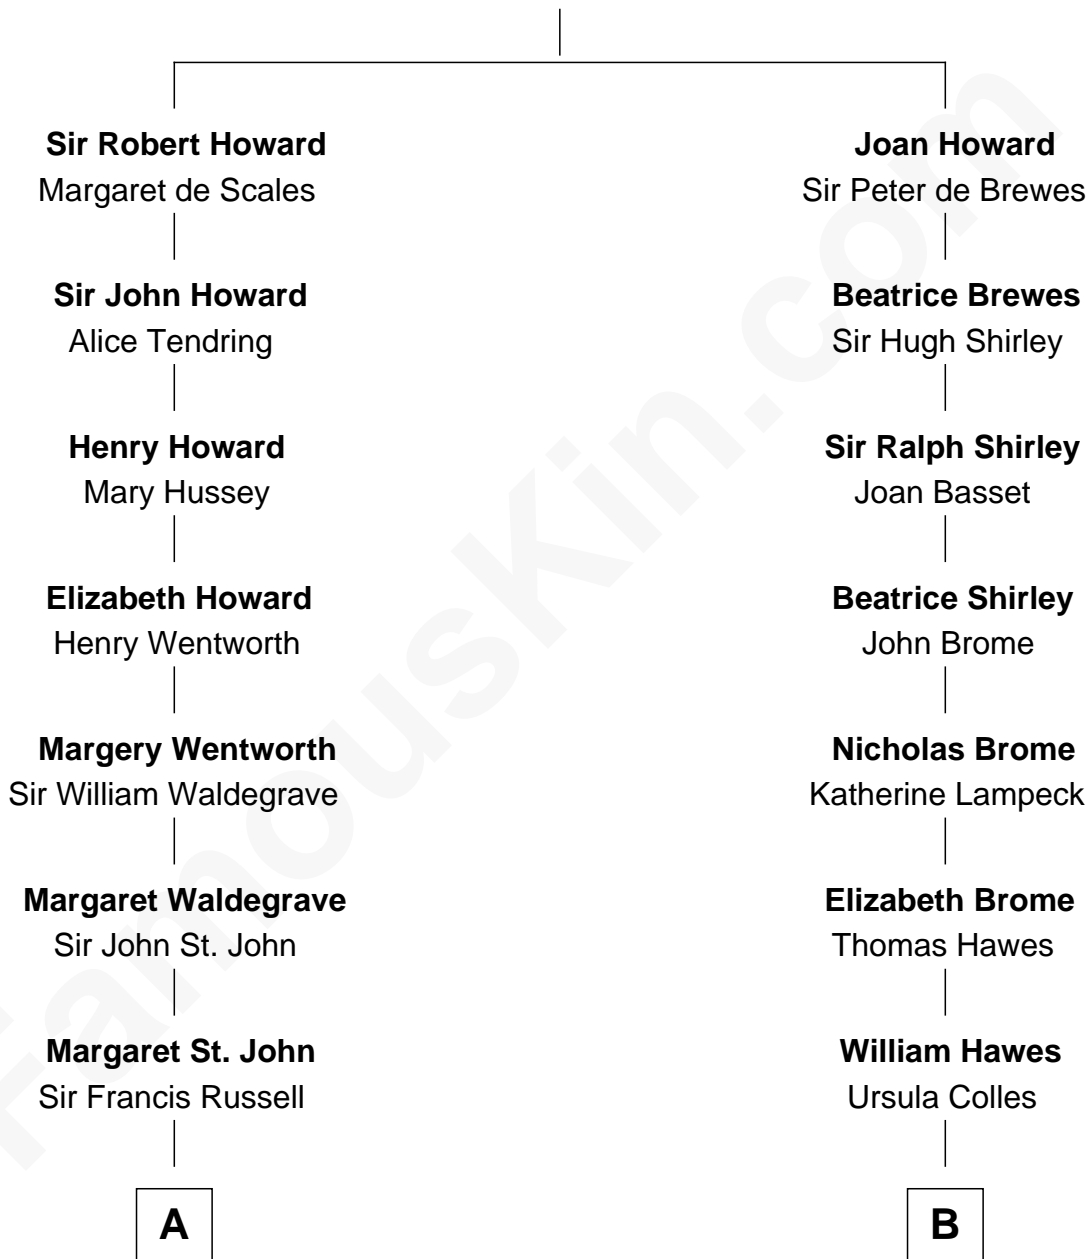 Sir Robert Howard
Margaret de Scales
Joan Howard
Sir Peter de Brewes
Sir John Howard
Alice Tendring
Beatrice Brewes
Sir Hugh Shirley
Henry Howard
Mary Hussey
Sir Ralph Shirley
Joan Basset
Elizabeth Howard
Henry Wentworth
Beatrice Shirley
John Brome
Margery Wentworth
Sir William Waldegrave
Nicholas Brome
Katherine Lampeck
Margaret Waldegrave
Sir John St. John
Elizabeth Brome
Thomas Hawes
Margaret St. John
Sir Francis Russell
William Hawes
Ursula Colles
A
B
FamousKin.com